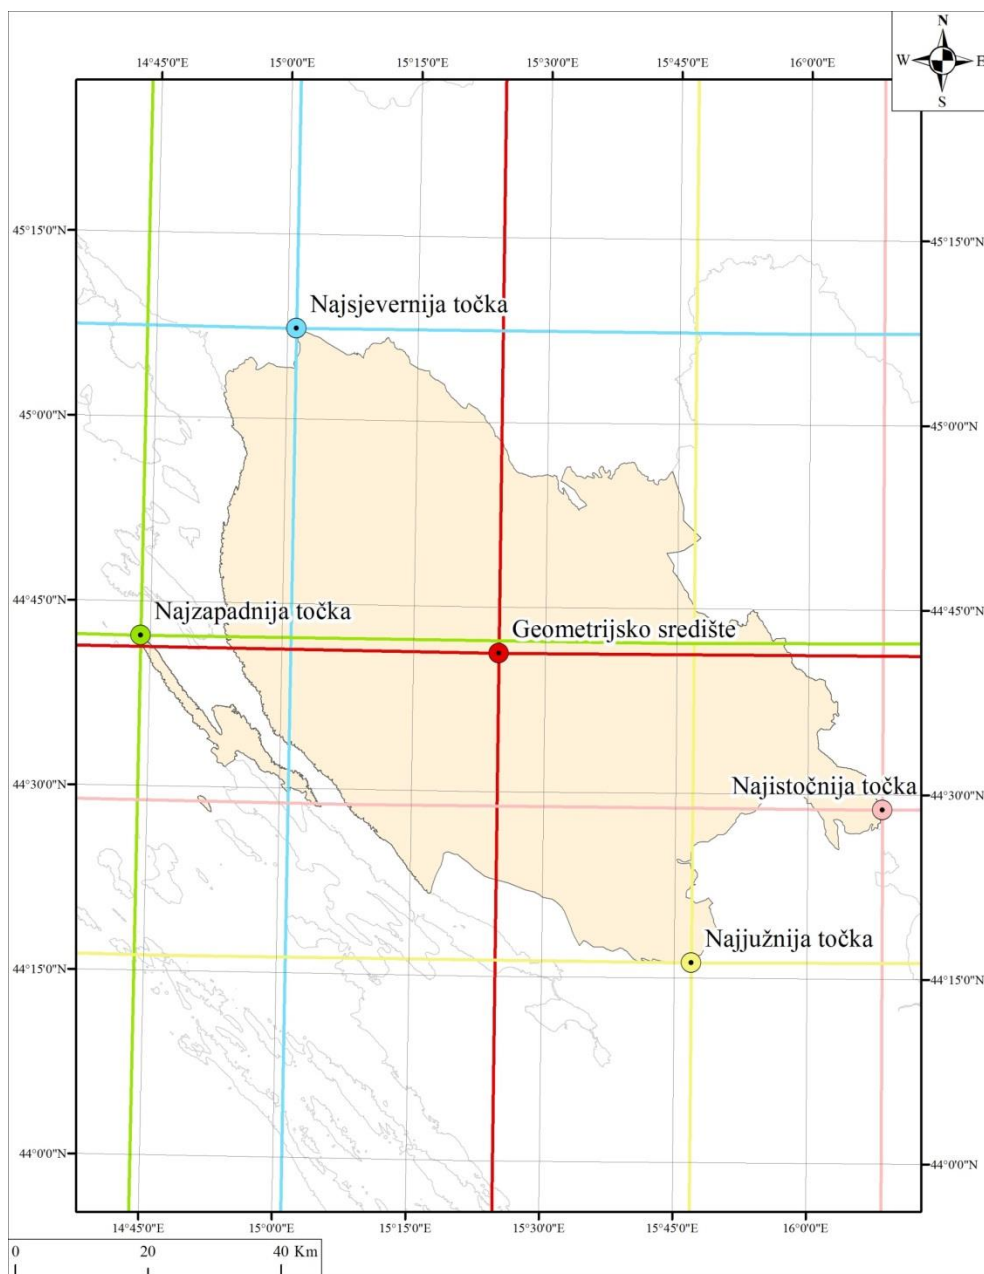 N
W E
S
14°45'0"E 15°0'0"E 15°15'0"E 15°30'0"E 15°45'0"E 16°0'0"E
45°15'0"N 45°15'0"N
Najsjevernija točka
45°0'0"N 45°0'0"N
44°45'0"N 44°45'0"N
Najzapadnija točka
Geometrijsko središte
44°30'0"N 44°30'0"N
Najistočnija točka
Najjužnija točka
44°15'0"N 44°15'0"N
44°0'0"N 44°0'0"N
14°45'0"E 15°0'0"E 15°15'0"E 15°30'0"E 15°45'0"E 16°0'0"E
0 20 40 Km